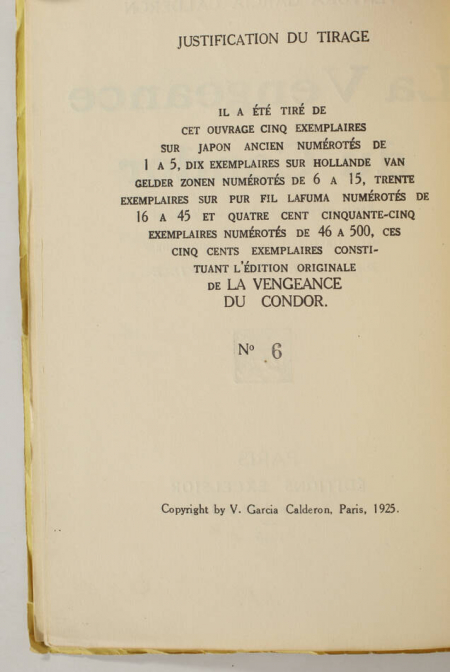 JUSTIFICATION DU TIRAGE
IL A ÉTÉ TIRÉ DE
CET OUVRAGE CINQ EXEMPLAIRES
SUR JAPON ANCIEN NUMÉROTÉS DE
1 A 5, DIX EXEMPLAIRES SUR HOLLANDE VAN
GELDER ZONEN NUMÉROTÉS DE 6 A 15, TRENTE
EXEMPLAIRES SUR PUR FIL LAFUMA NUMÉROTÉS DE
16 A 45 ET QUATRE CENT CINQUANTE-CINQ
EXEMPLAIRES NUMÉROTÉS DE 46 A 500, CES
CINQ CENTS EXEMPLAIRES CONSTI-
TUANT L'ÉDITION ORIGINALE
DE LA VENGEANCE
DU CONDOR.
Nº 6
Copyright by V. Garcia Calderon, Paris, 1925.